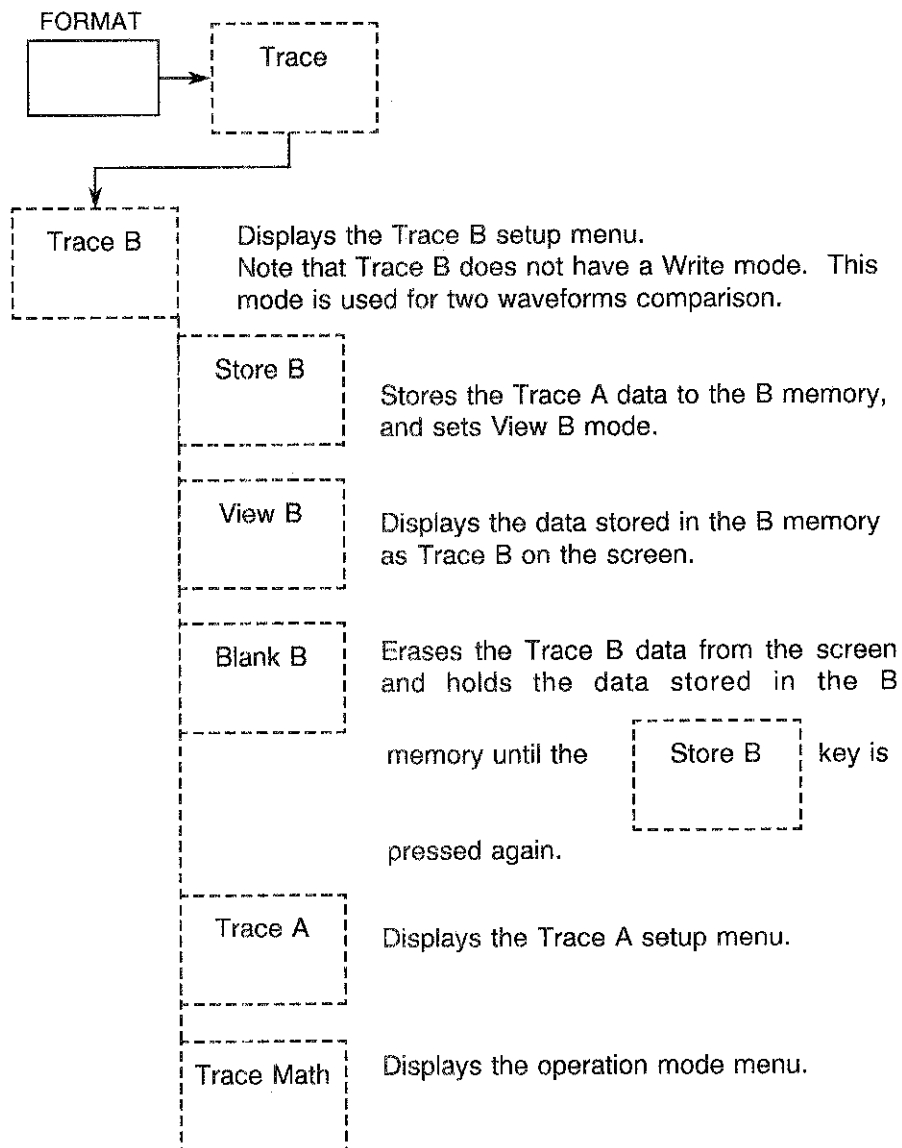 FORMAT
Trace
Trace B
Displays the Trace B setup menu.
Note that Trace B does not have a Write mode. This
mode is used for two waveforms comparison.
Store B
Stores the Trace A data to the B memory,
and sets View B mode.
View B
Displays the data stored in the B memory
as Trace B on the screen.
Blank B
Erases the Trace B data from the screen
and holds the data stored in the B
memory until the Store B key is
pressed again.
Trace A
Displays the Trace A setup menu.
Trace Math
Displays the operation mode menu.